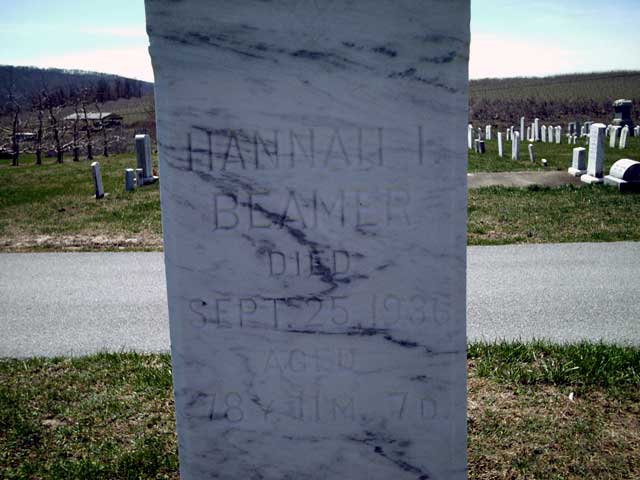 HANNAH I.
BEAMER
DIED
SEPT. 25, 1936
AGED
78 Y. 11 M. 7 D.